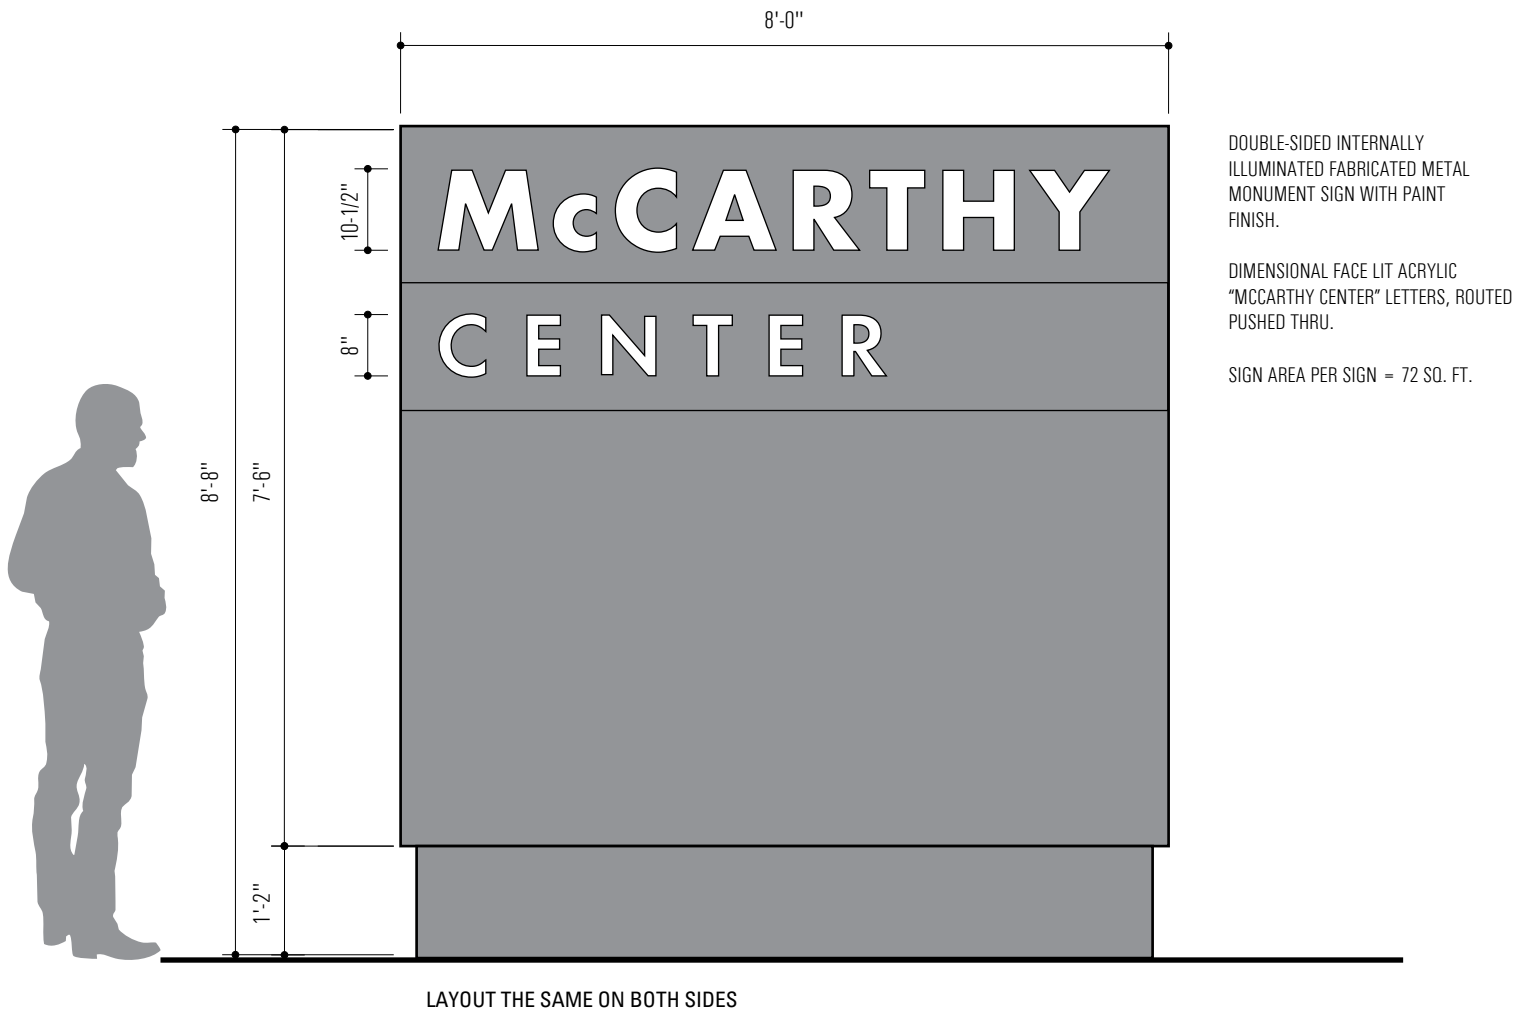 8'-0"
McCARTHY
CENTER
10-1/2"
8"
8'-8"
7'-6"
1'-2"
DOUBLE-SIDED INTERNALLY
ILLUMINATED FABRICATED METAL
MONUMENT SIGN WITH PAINT
FINISH.
DIMENSIONAL FACE LIT ACRYLIC
“MCCARTHY CENTER” LETTERS, ROUTED
PUSHED THRU.
SIGN AREA PER SIGN = 72 SQ. FT.
LAYOUT THE SAME ON BOTH SIDES